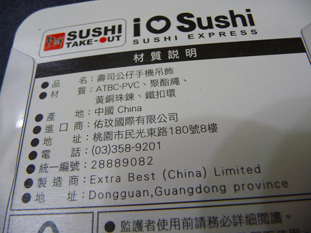 SUSHI
TAKE-OUT
i Sushi
SUSHI EXPRESS
材質說明
●品名：壽司公仔手機吊飾
●材質：ATBC-PVC、聚酯繩、
黃銅珠鍊、鐵扣環
●產地：中國 China
●進口商：佑玟國際有限公司
●地址：桃園市民光東路180號8樓
●電話：(03)358-9201
●統一編號：28889082
●製造商：Extra Best (China) Limited
●地址：Dongguan,Guangdong province
●監護者使用前請務必詳細閱讀。